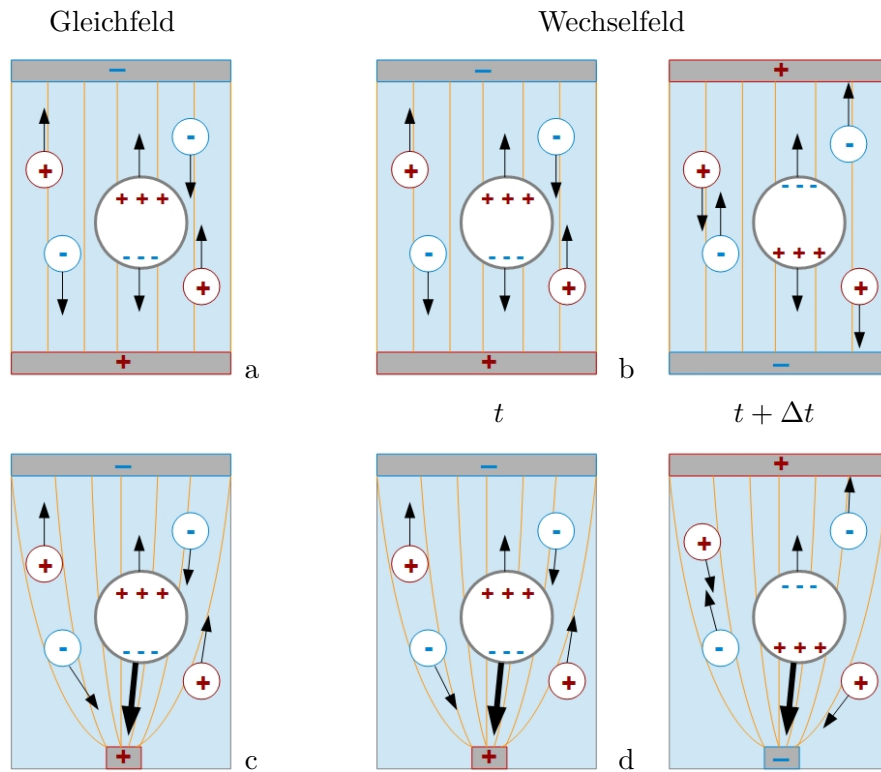 Gleichfeld
Wechselfeld
−
−
+
+
-
+
-
+ + +
- - -
-
+
+
a
+
-
+ + +
- - -
-
+
+
b
+
-
- - -
-
+ + +
+
−
t
t + Δt
−
−
+
+
-
+
+ + +
-
- - -
+
+
c
-
+
+ + +
-
- - -
+
+
d
-
+
- - -
-
+ + +
+
−